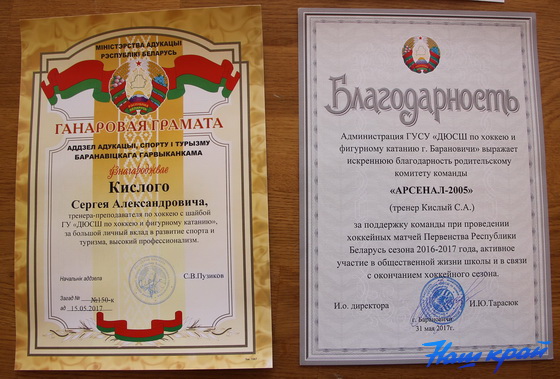 МІНІСТЭРСТВА АДУКАЦЫІ
РЭСПУБЛІКІ БЕЛАРУСЬ
ГАНАРОВАЯ ГРАМАТА
АДДЗЕЛ АДУКАЦЫІ, СПОРТУ І ТУРЫЗМУ
БАРАНАВІЦКАГА ГАРВЫКАНКАМА
узнагароджвае
Кислого
Сергея Александровича,
тренера-преподавателя по хоккею с шайбой
ГУ «ДЮСШ по хоккею и фигурному катанию»,
за большой личный вклад в развитие спорта и
туризма, высокий профессионализм.
Начальнік аддзела
С.В.Пузиков
Загад № №150-к
ад 15.05.2017
Благодарность
Администрация ГУСУ «ДЮСШ по хоккею и
фигурному катанию г. Барановичи» выражает
искреннюю благодарность родительскому
комитету команды
«АРСЕНАЛ-2005»
(тренер Кислый С.А.)
за поддержку команды при проведении
хоккейных матчей Первенства Республики
Беларусь сезона 2016-2017 года, активное
участие в общественной жизни школы и в связи
с окончанием хоккейного сезона.
И.о. директора
И.Ю.Тарасюк
г. Барановичи
31 мая 2017г.
Наш край